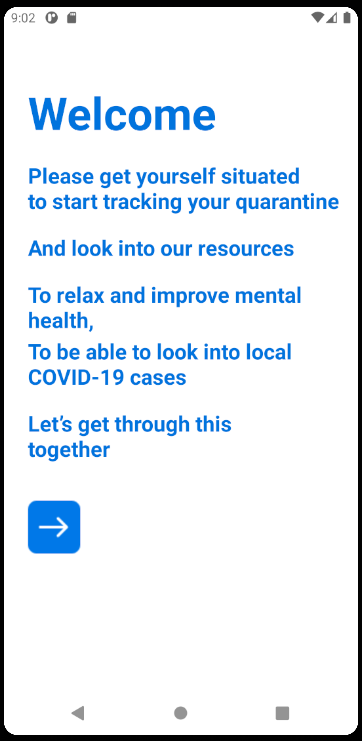 9:02
Welcome
Please get yourself situated
to start tracking your quarantine
And look into our resources
To relax and improve mental
health,
To be able to look into local
COVID-19 cases
Let’s get through this
together